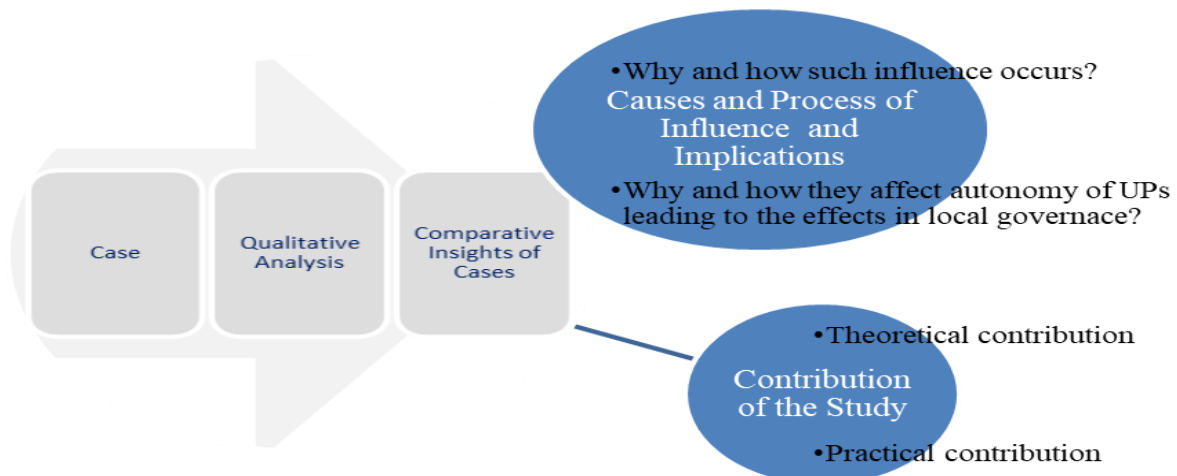 Case
Qualitative
Analysis
Comparative
Insights of
Cases
•Why and how such influence occurs?
Causes and Process of
Influence and
Implications
•Why and how they affect autonomy of UPs
leading to the effects in local governace?
•Theoretical contribution
Contribution
of the Study
•Practical contribution